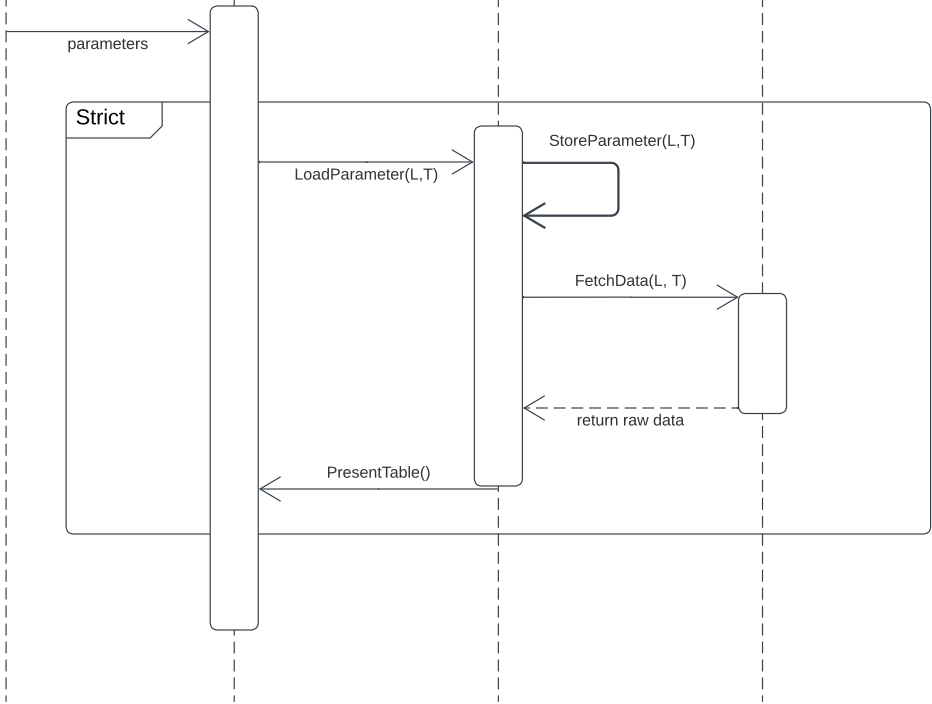 parameters
Strict
StoreParameter(L,T)
LoadParameter(L,T)
FetchData(L, T)
return raw data
PresentTable()